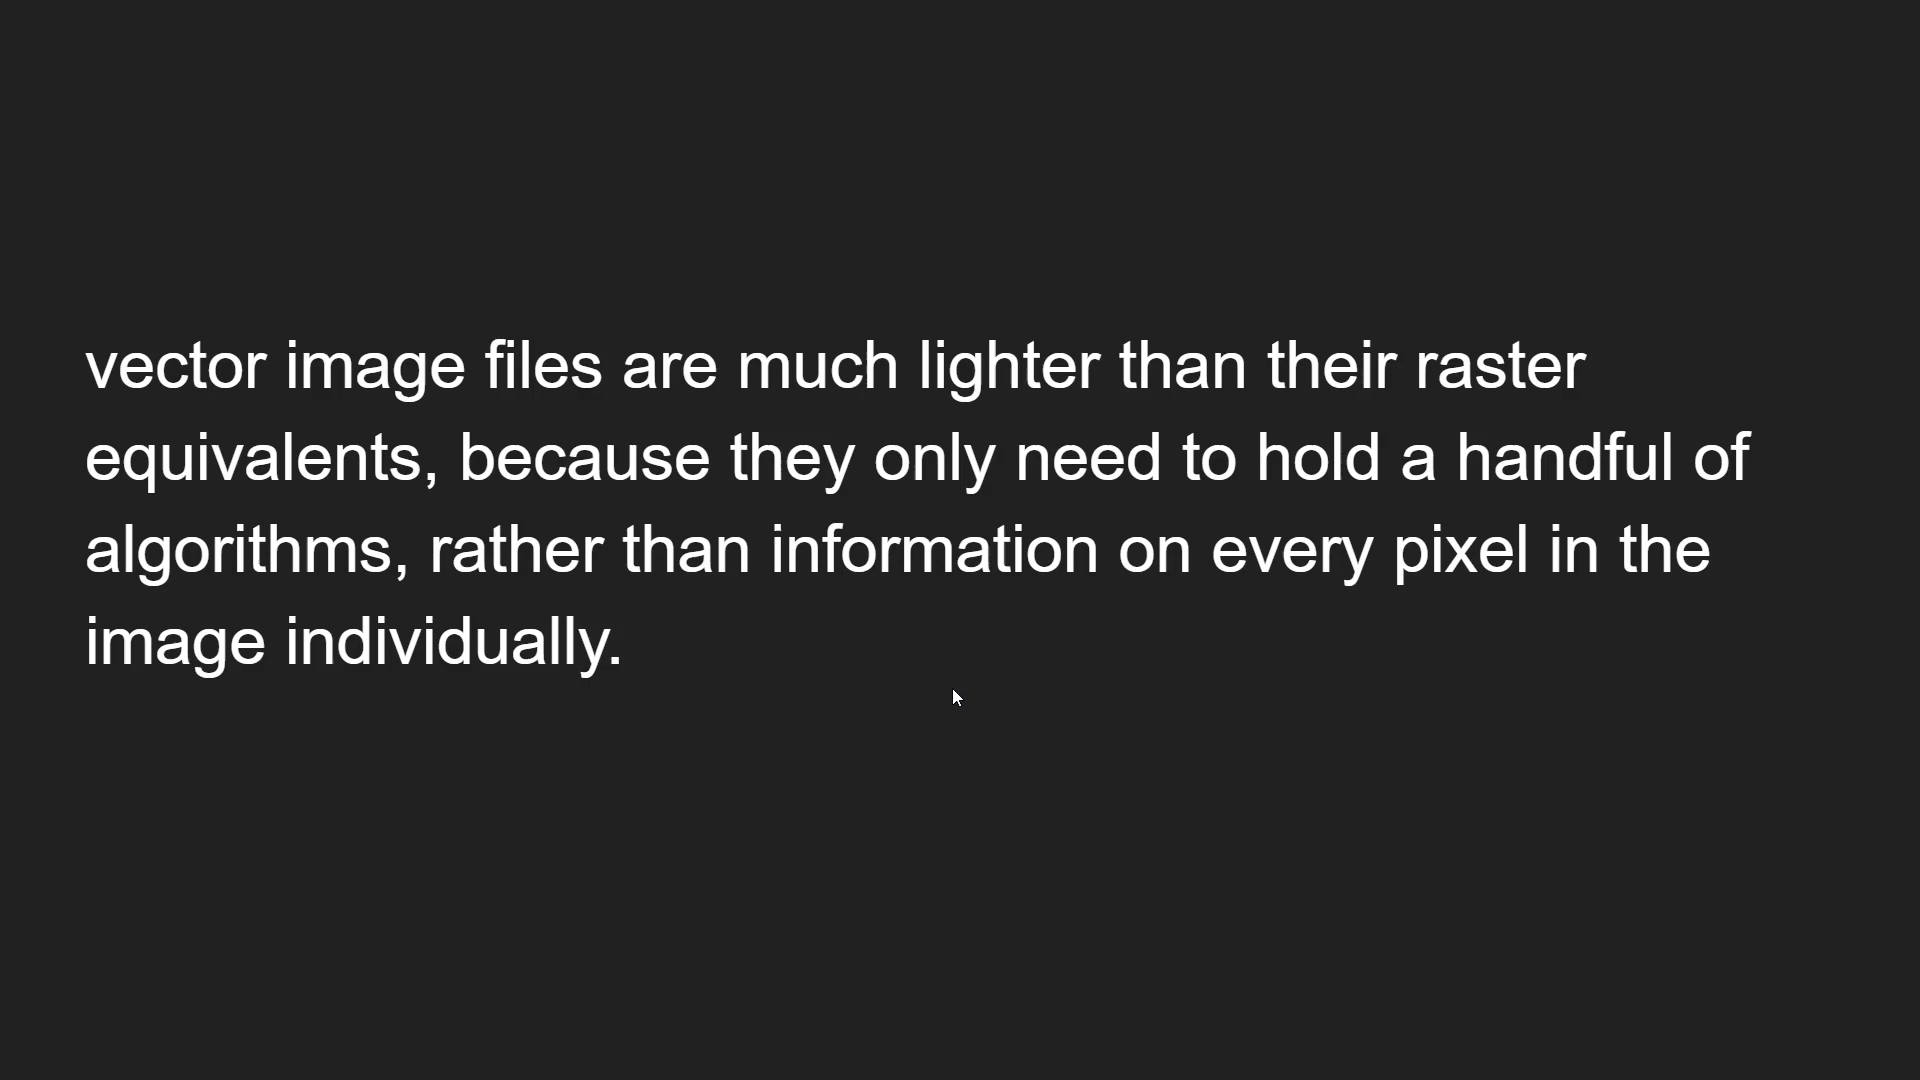 vector image files are much lighter than their raster
equivalents, because they only need to hold a handful of
algorithms, rather than information on every pixel in the
image individually.